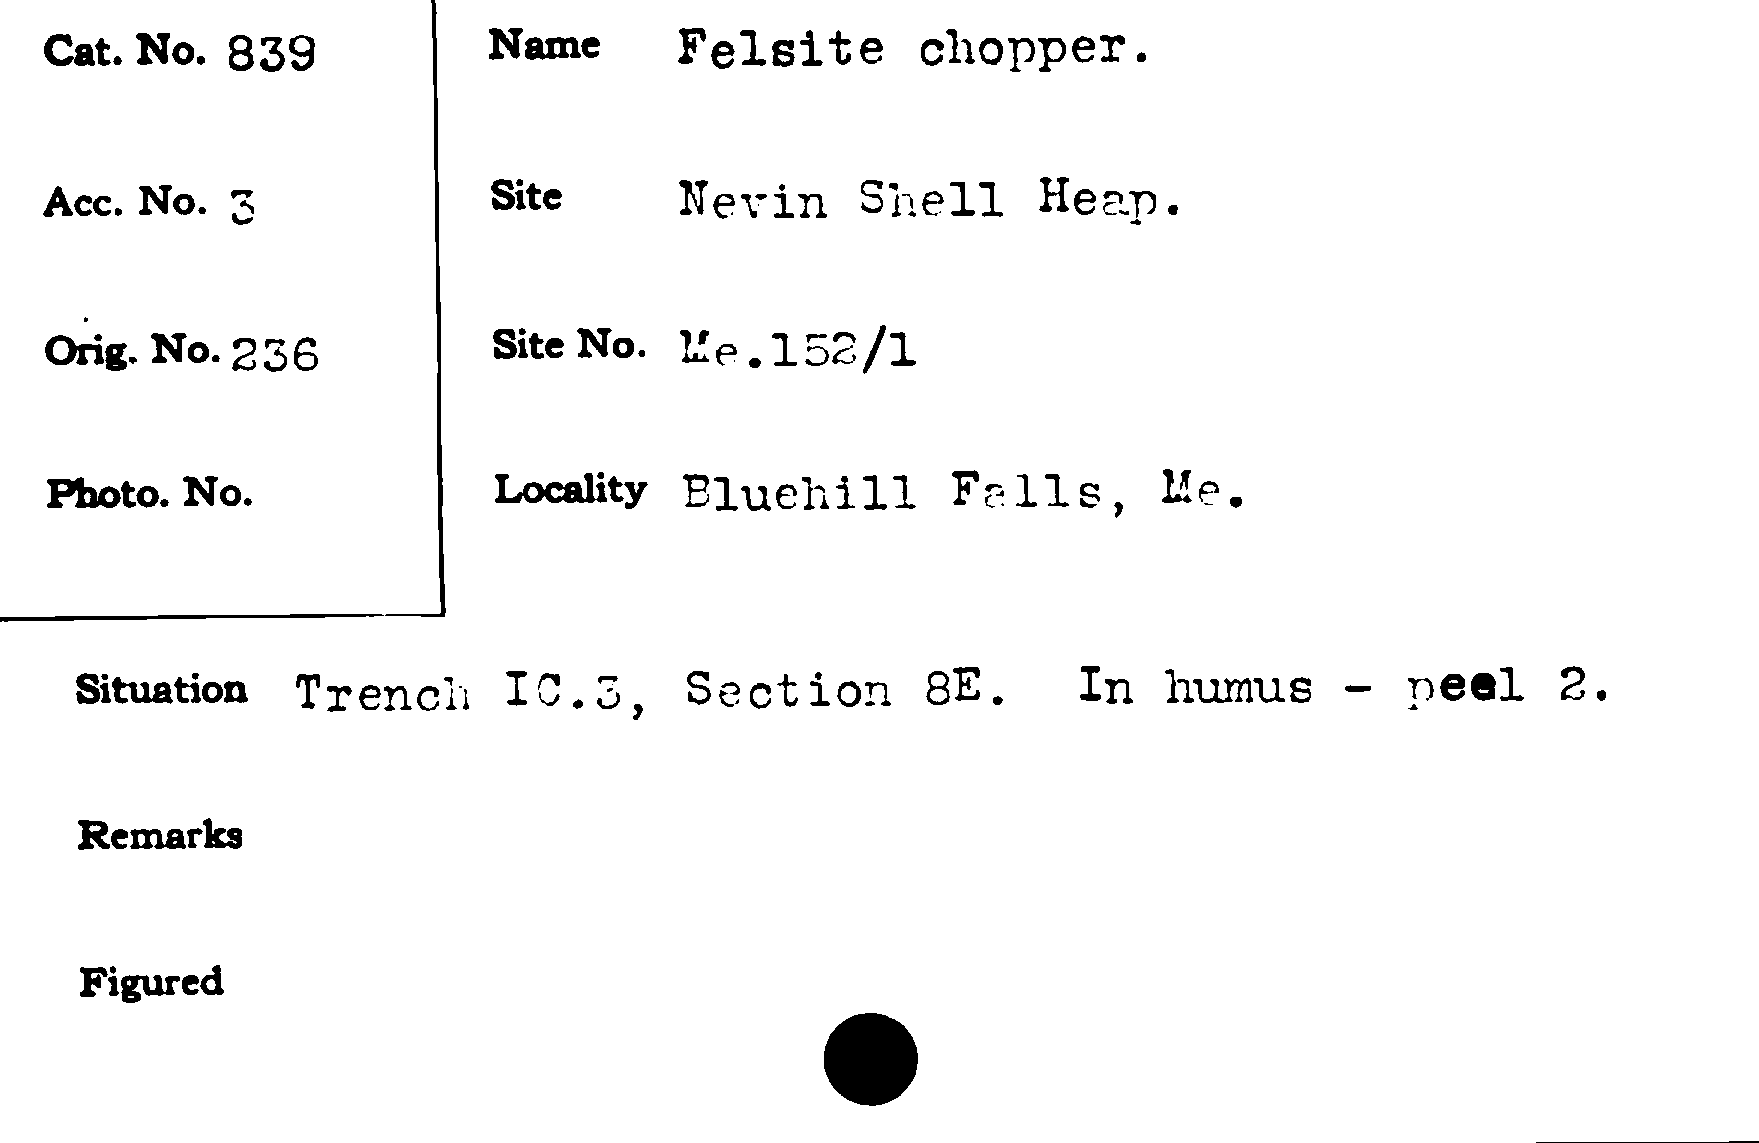 Cat. No. 839
Name Felsite chopper.
Acc. No. 3
Site Nevin Shell Heap.
Orig. No. 236
Site No. Me.152/1
Photo. No.
Locality Bluehill Falls, Me.
Situation Trench IC.3, Section 8E. In humus - peel 2.
Remarks
Figured